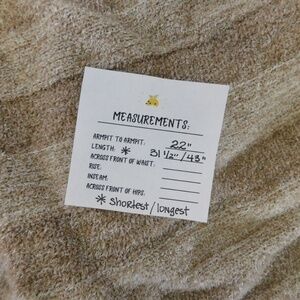 MEASUREMENTS:
ARMPIT TO ARMPIT: 22"
LENGTH: * 31 1/2" / 43"
ACROSS FRONT OF WAIST:
RISE:
INSEAM:
ACROSS FRONT OF HIPS:
* Shortest / longest